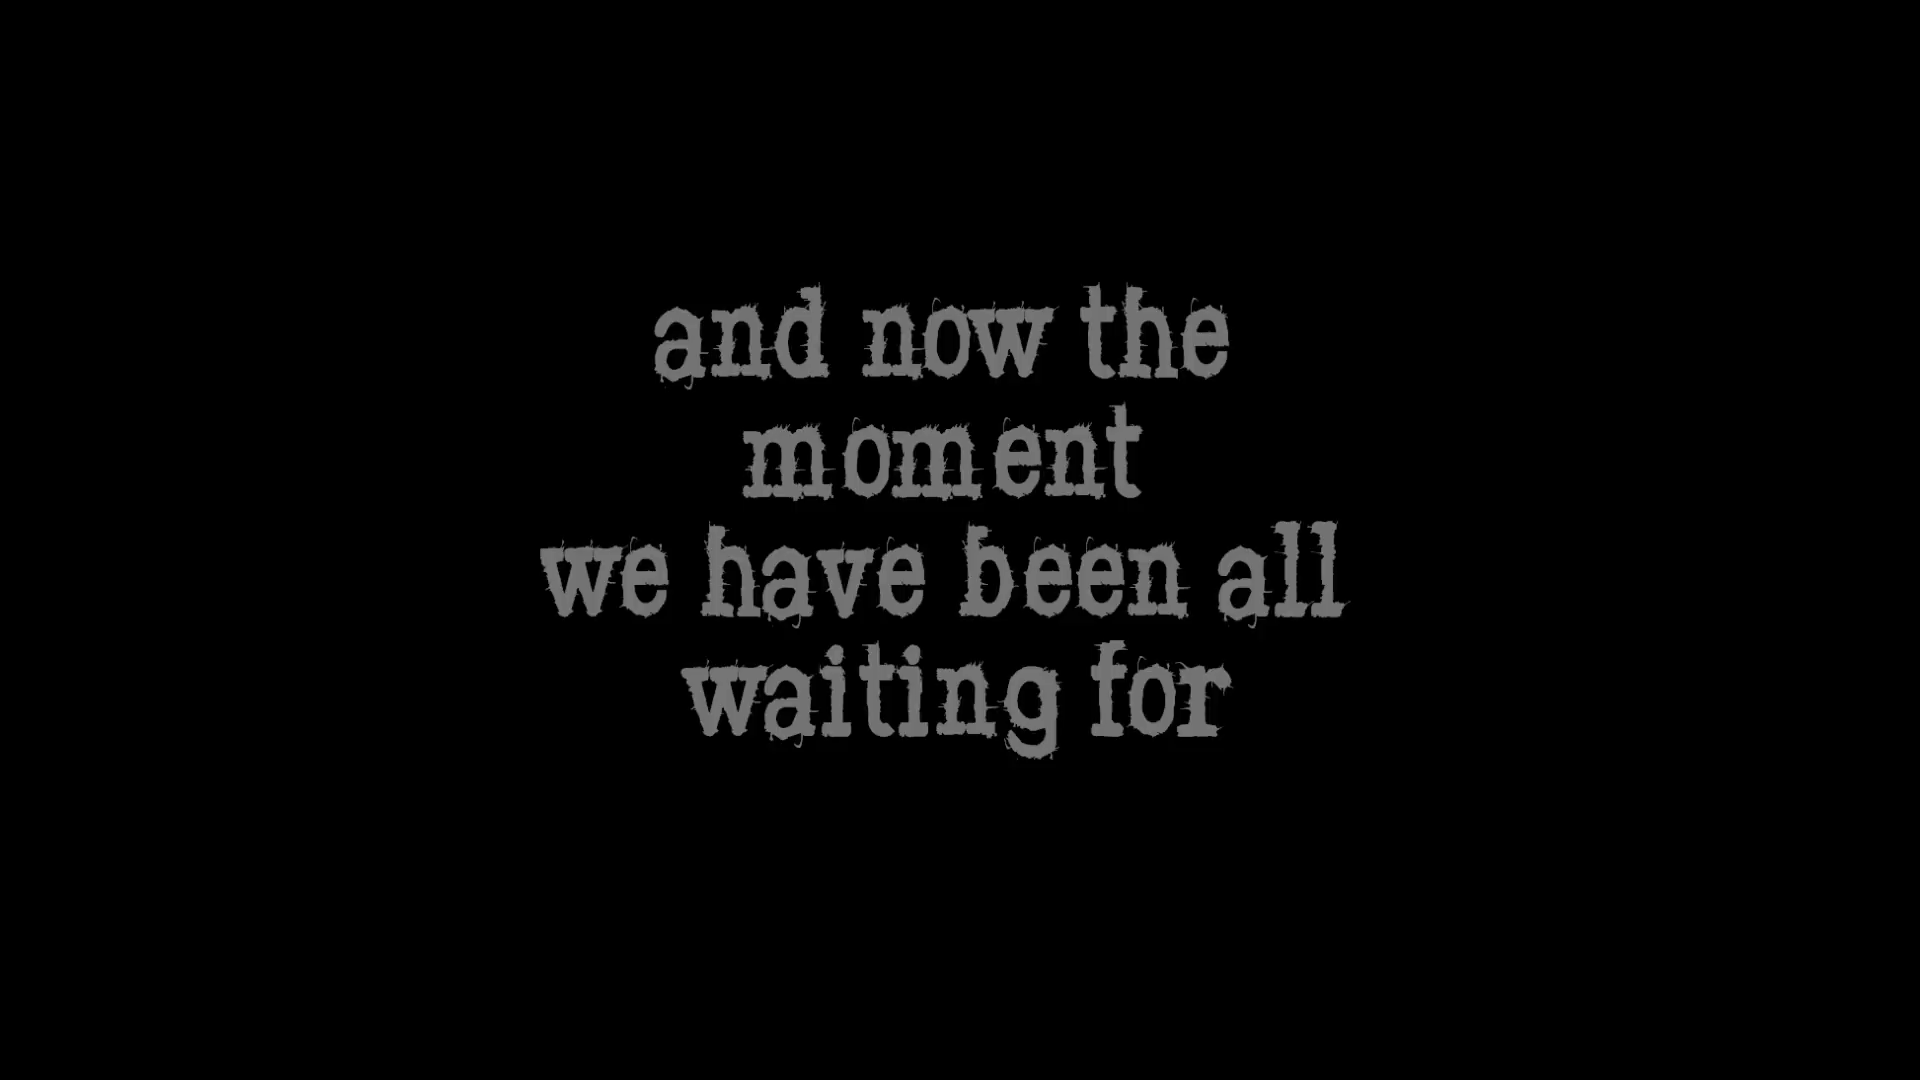 and now the
moment
we have been all
waiting for